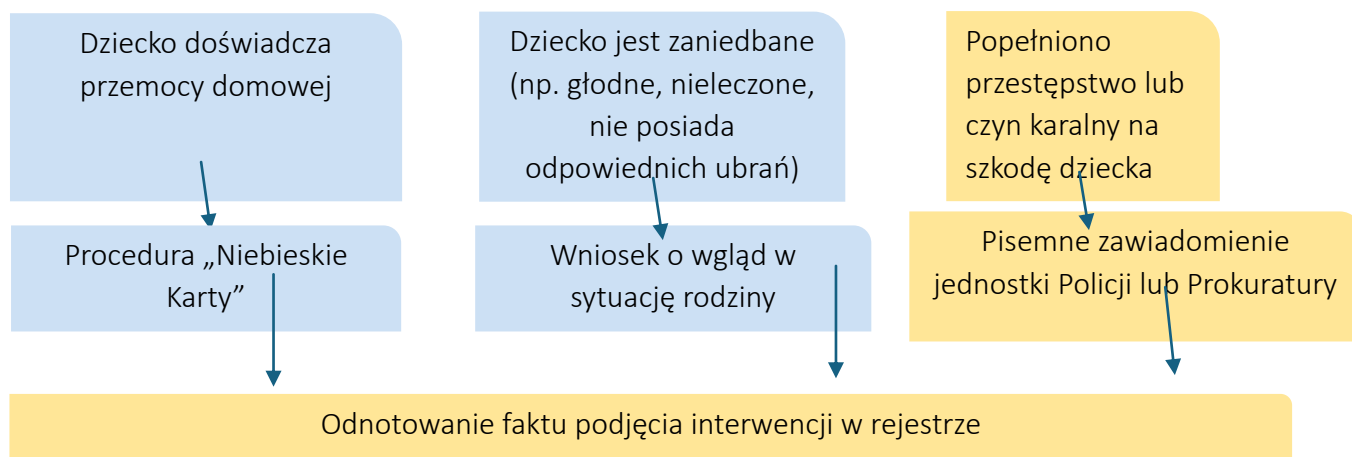 Dziecko doświadcza
przemocy domowej
Dziecko jest zaniedbane
(np. głodne, nieleczone,
nie posiada
odpowiednich ubrań)
Popełniono
przestępstwo lub
czyn karalny na
szkodę dziecka
Procedura „Niebieskie
Karty”
Wniosek o wgląd w
sytuację rodziny
Pisemne zawiadomienie
jednostki Policji lub Prokuratury
Odnotowanie faktu podjęcia interwencji w rejestrze